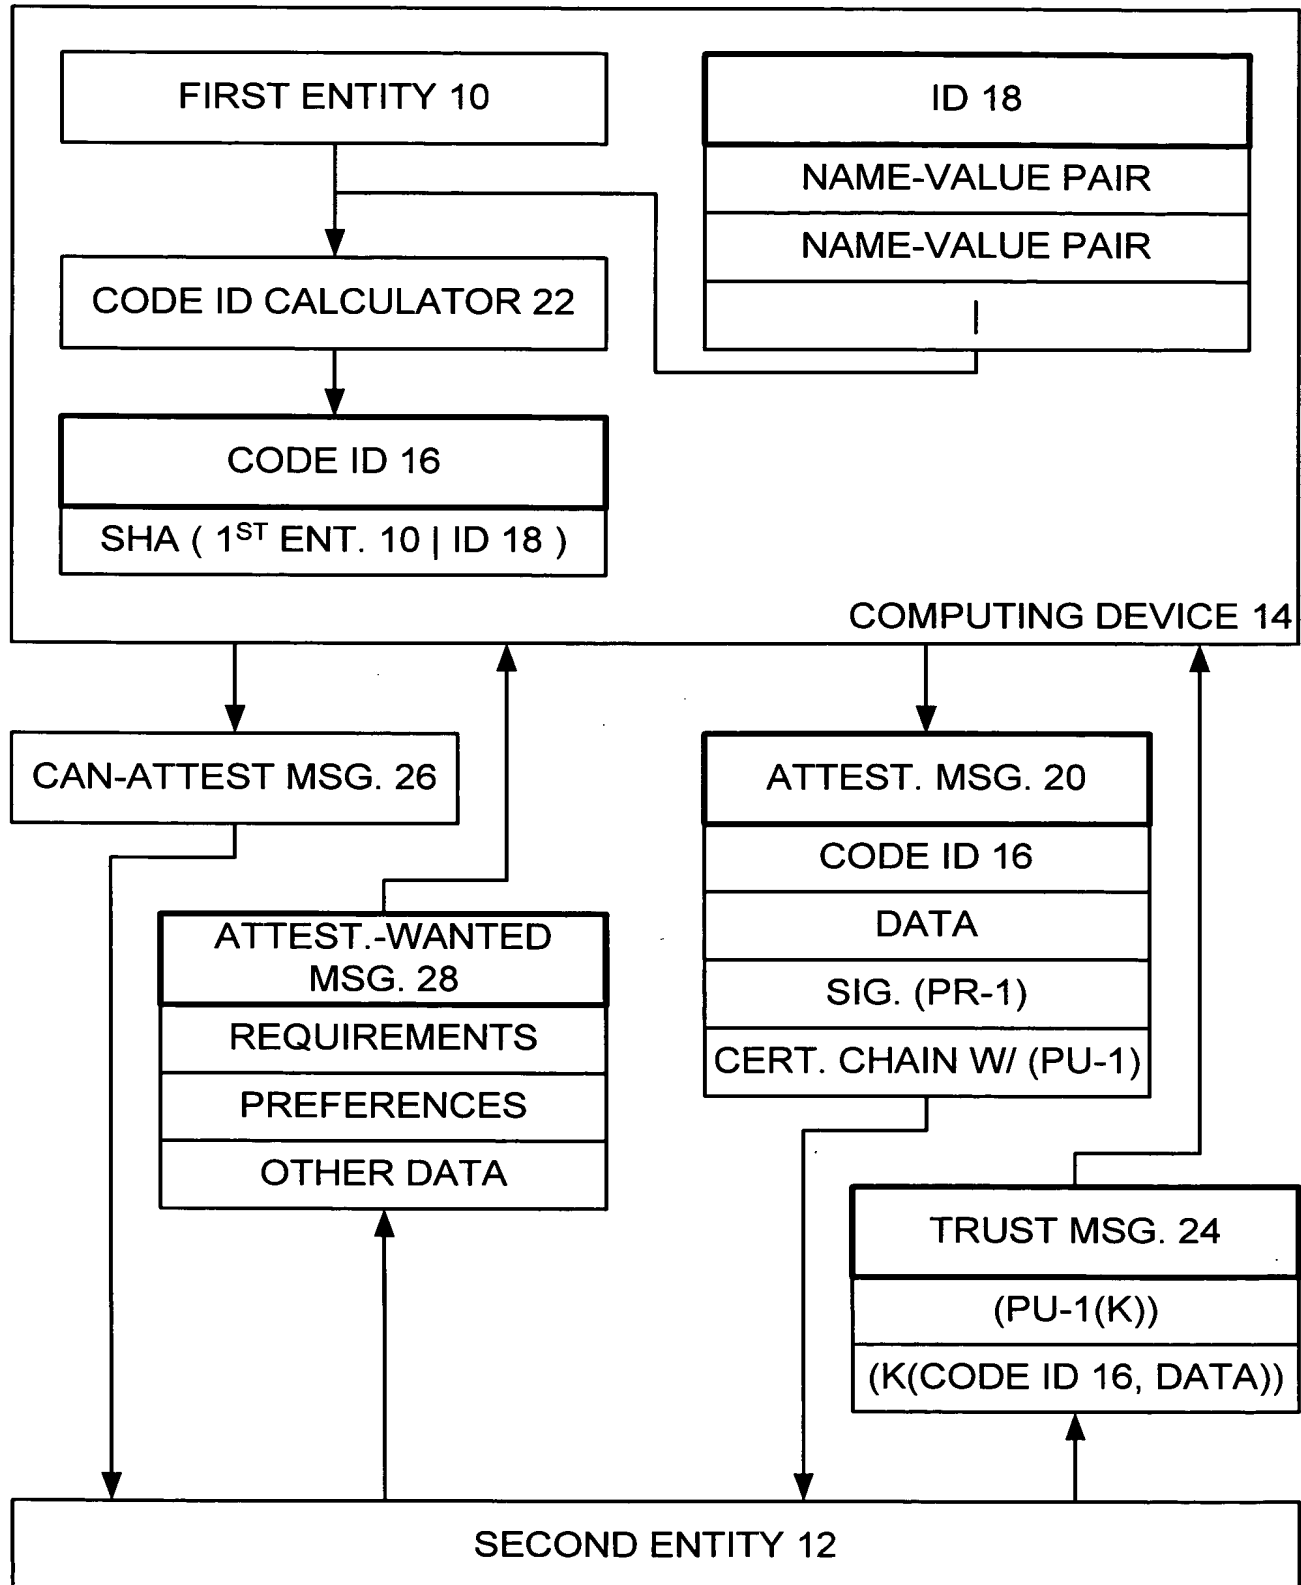 FIRST ENTITY 10
ID 18
NAME-VALUE PAIR
NAME-VALUE PAIR
|
CODE ID CALCULATOR 22
CODE ID 16
SHA ( 1ST ENT. 10 | ID 18 )
COMPUTING DEVICE 14
CAN-ATTEST MSG. 26
ATTEST.-WANTED
MSG. 28
REQUIREMENTS
PREFERENCES
OTHER DATA
ATTEST. MSG. 20
CODE ID 16
DATA
SIG. (PR-1)
CERT. CHAIN W/ (PU-1)
TRUST MSG. 24
(PU-1(K))
(K(CODE ID 16, DATA))
SECOND ENTITY 12